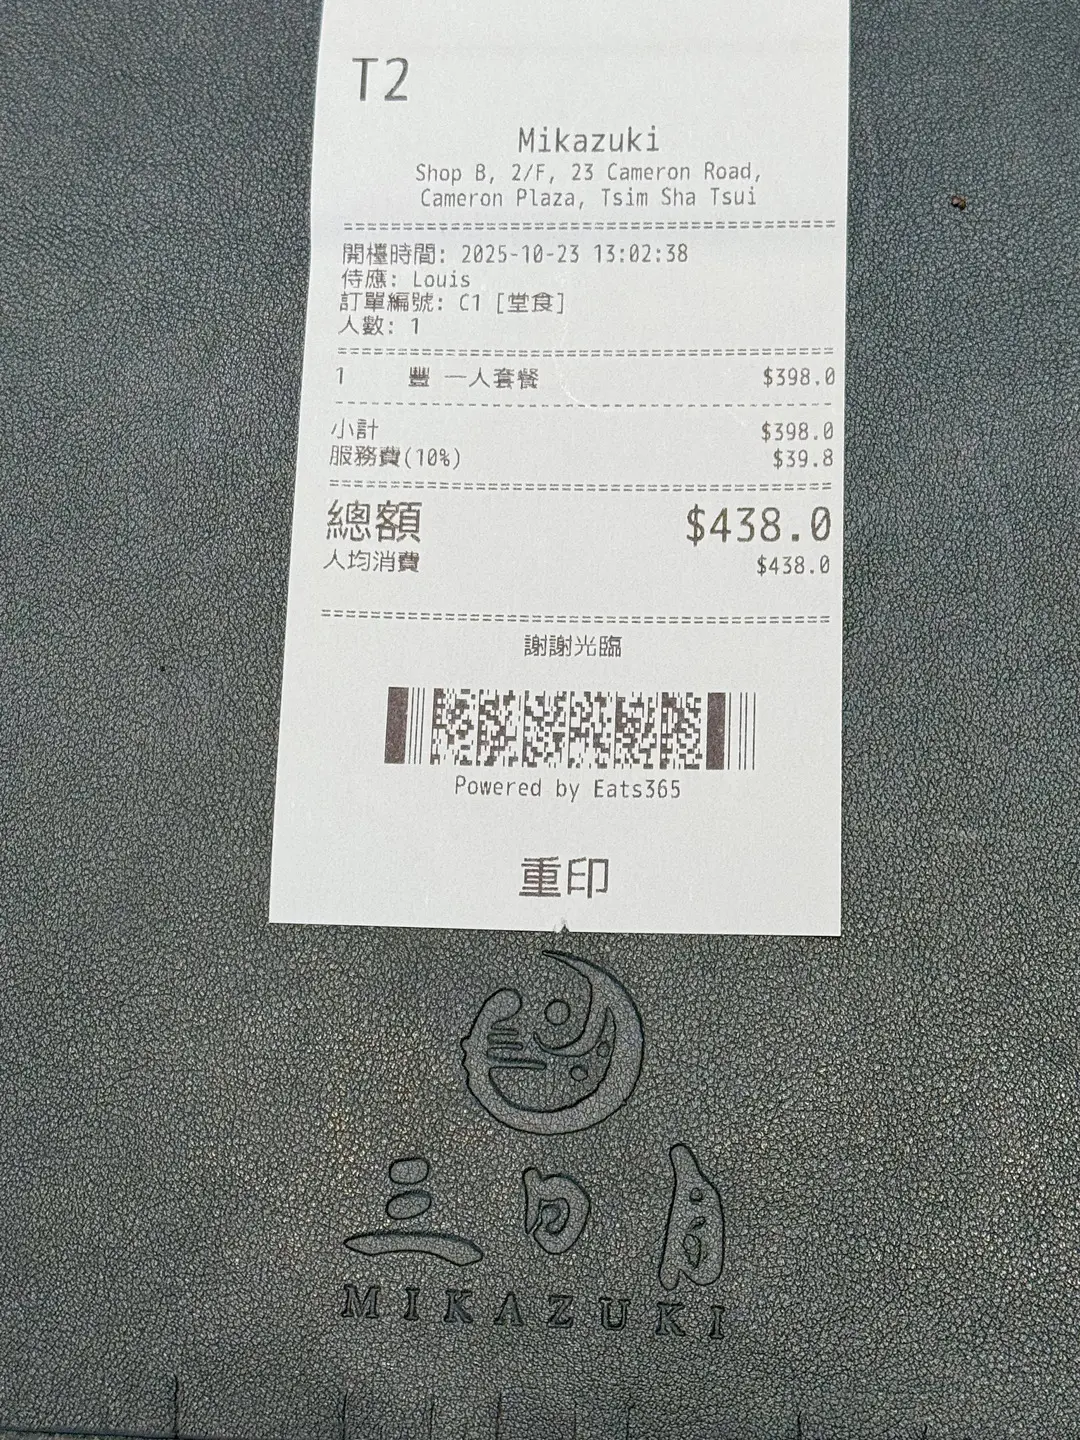 T2
Mikazuki
Shop B, 2/F, 23 Cameron Road,
Cameron Plaza, Tsim Sha Tsui
開檯時間: 2025-10-23 13:02:38
侍應: Louis
訂單編號: C1 [堂食]
人數: 1
1 豐 一人套餐 $398.0
小計 $398.0
服務費(10%) $39.8
總額 $438.0
人均消費 $438.0
謝謝光臨
Powered by Eats365
重印
三日月
MIKAZUKI